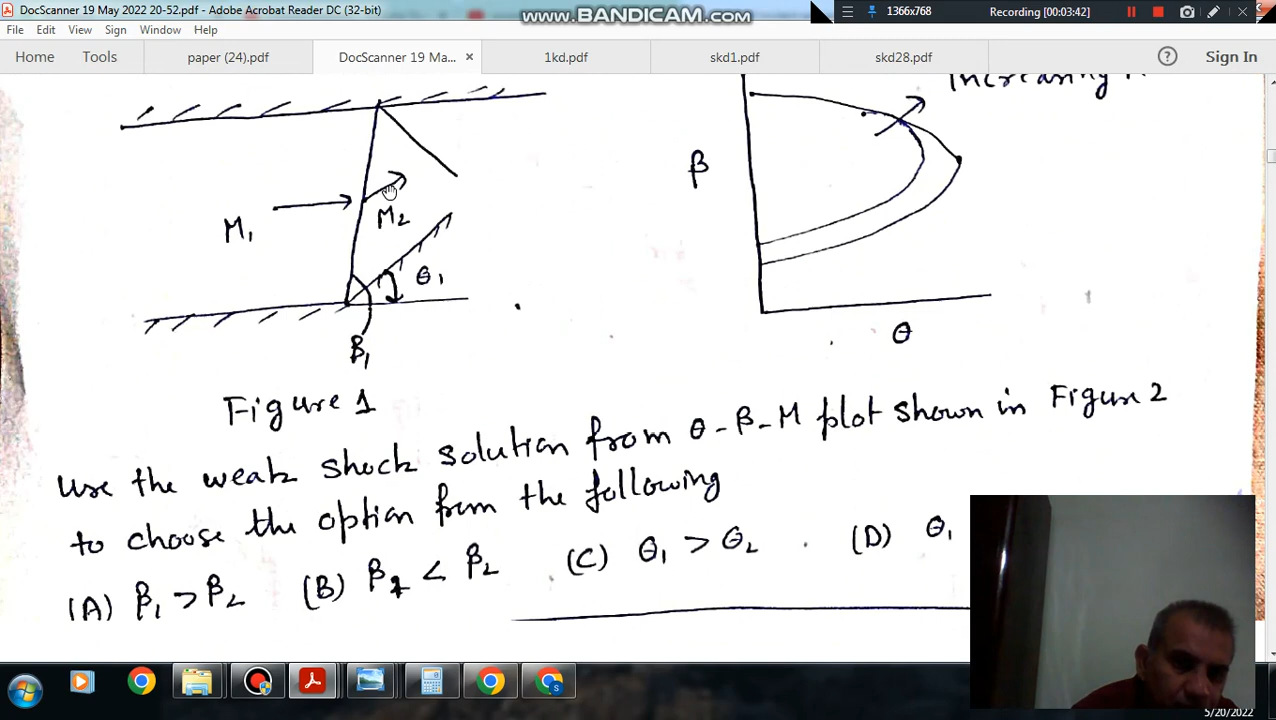 DocScanner 19 May 2022 20-52.pdf - Adobe Acrobat Reader DC (32-bit)
www.BANDICAM.com
1366x768
Recording [00:03:42]
File Edit View Sign Window Help
Home Tools paper (24).pdf DocScanner 19 Ma... × 1kd.pdf skd1.pdf skd28.pdf Sign In
Increasing
M1
M2
θ1
β1
Figure 1
β
θ
Use the weak shock solution from θ-β-M plot shown in Figure 2
to choose the option from the following
(A) β1 > β2 (B) β1 < β2 (C) θ1 > θ2 . (D) θ1
5/20/2022